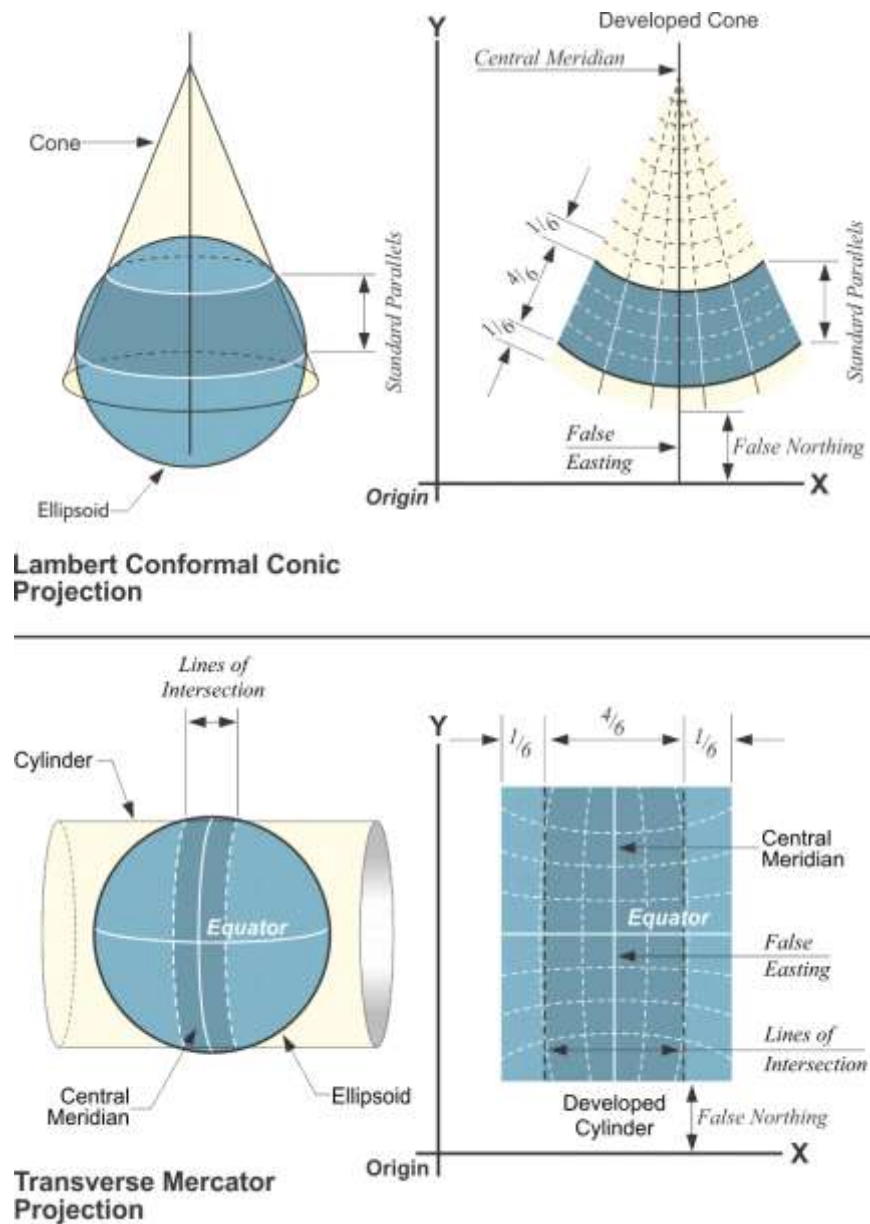 Developed Cone
Y
Central Meridian
Cone
1/6
4/6
1/6
Standard Parallels
Standard Parallels
False
Easting
False Northing
Origin
X
Ellipsoid
Lambert Conformal Conic
Projection
Lines of
Intersection
Y
1/6
4/6
1/6
Cylinder
Central
Meridian
Equator
Equator
False
Easting
Lines of
Intersection
Central
Meridian
Ellipsoid
Developed
Cylinder
False Northing
X
Origin
Transverse Mercator
Projection